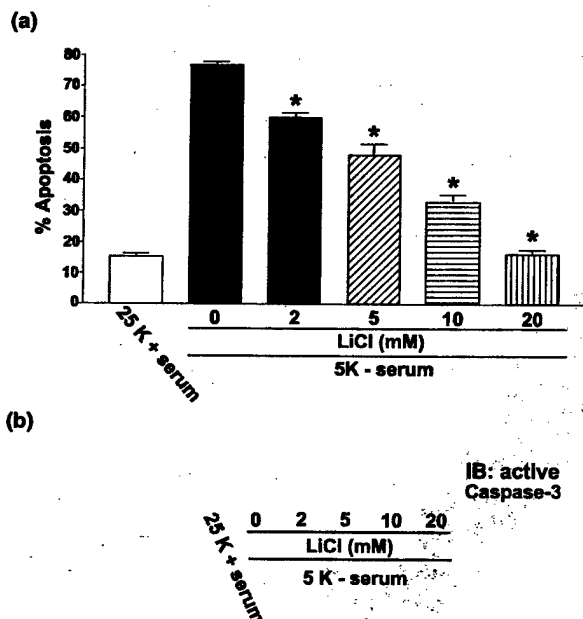 (a)
% Apoptosis
80
70
60
50
40
30
20
10
0
*
*
*
*
25 K + serum
0 2 5 10 20
LiCl (mM)
5K - serum
(b)
IB: active
Caspase-3
25 K + serum
0 2 5 10 20
LiCl (mM)
5 K - serum